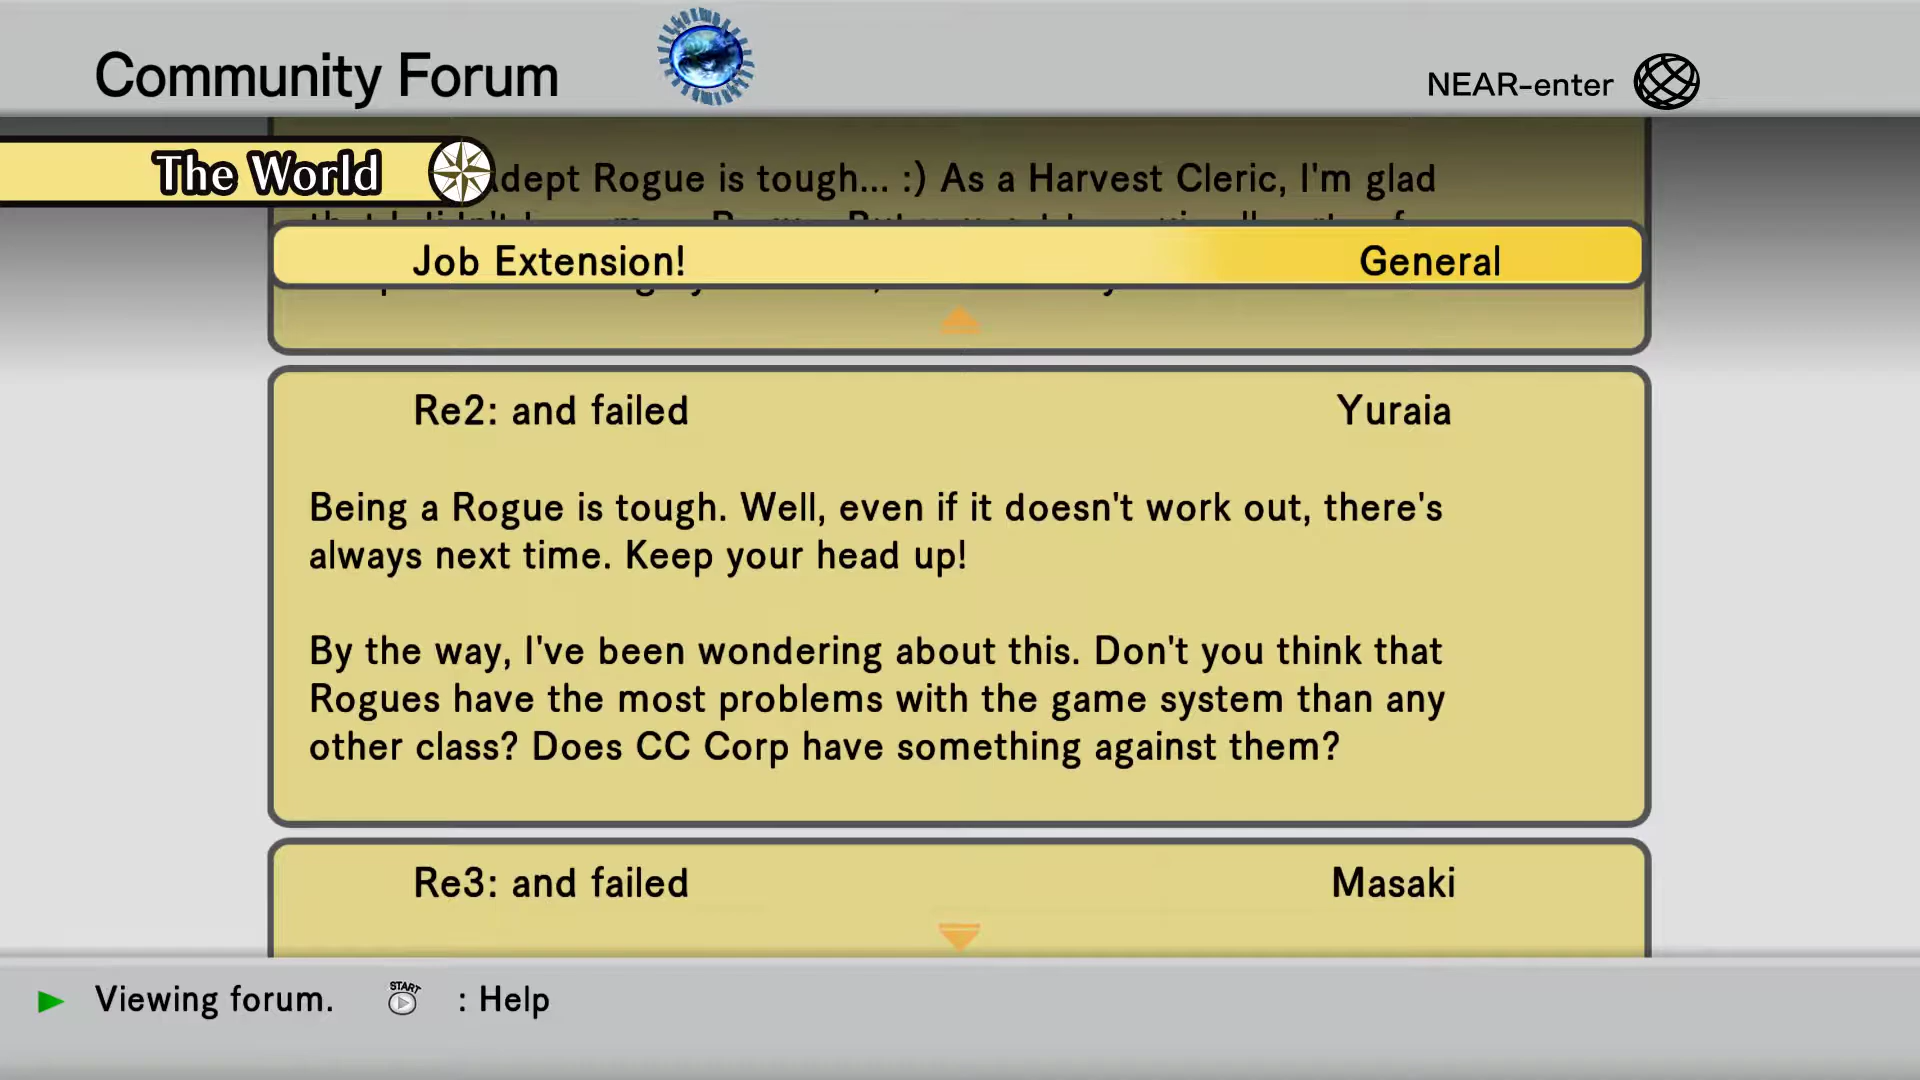 Community Forum
NEAR-enter
The World
dept Rogue is tough... :) As a Harvest Cleric, I'm glad
Job Extension!
General
Re2: and failed
Yuraia
Being a Rogue is tough. Well, even if it doesn't work out, there's
always next time. Keep your head up!
By the way, I've been wondering about this. Don't you think that
Rogues have the most problems with the game system than any
other class? Does CC Corp have something against them?
Re3: and failed
Masaki
Viewing forum.
START
: Help